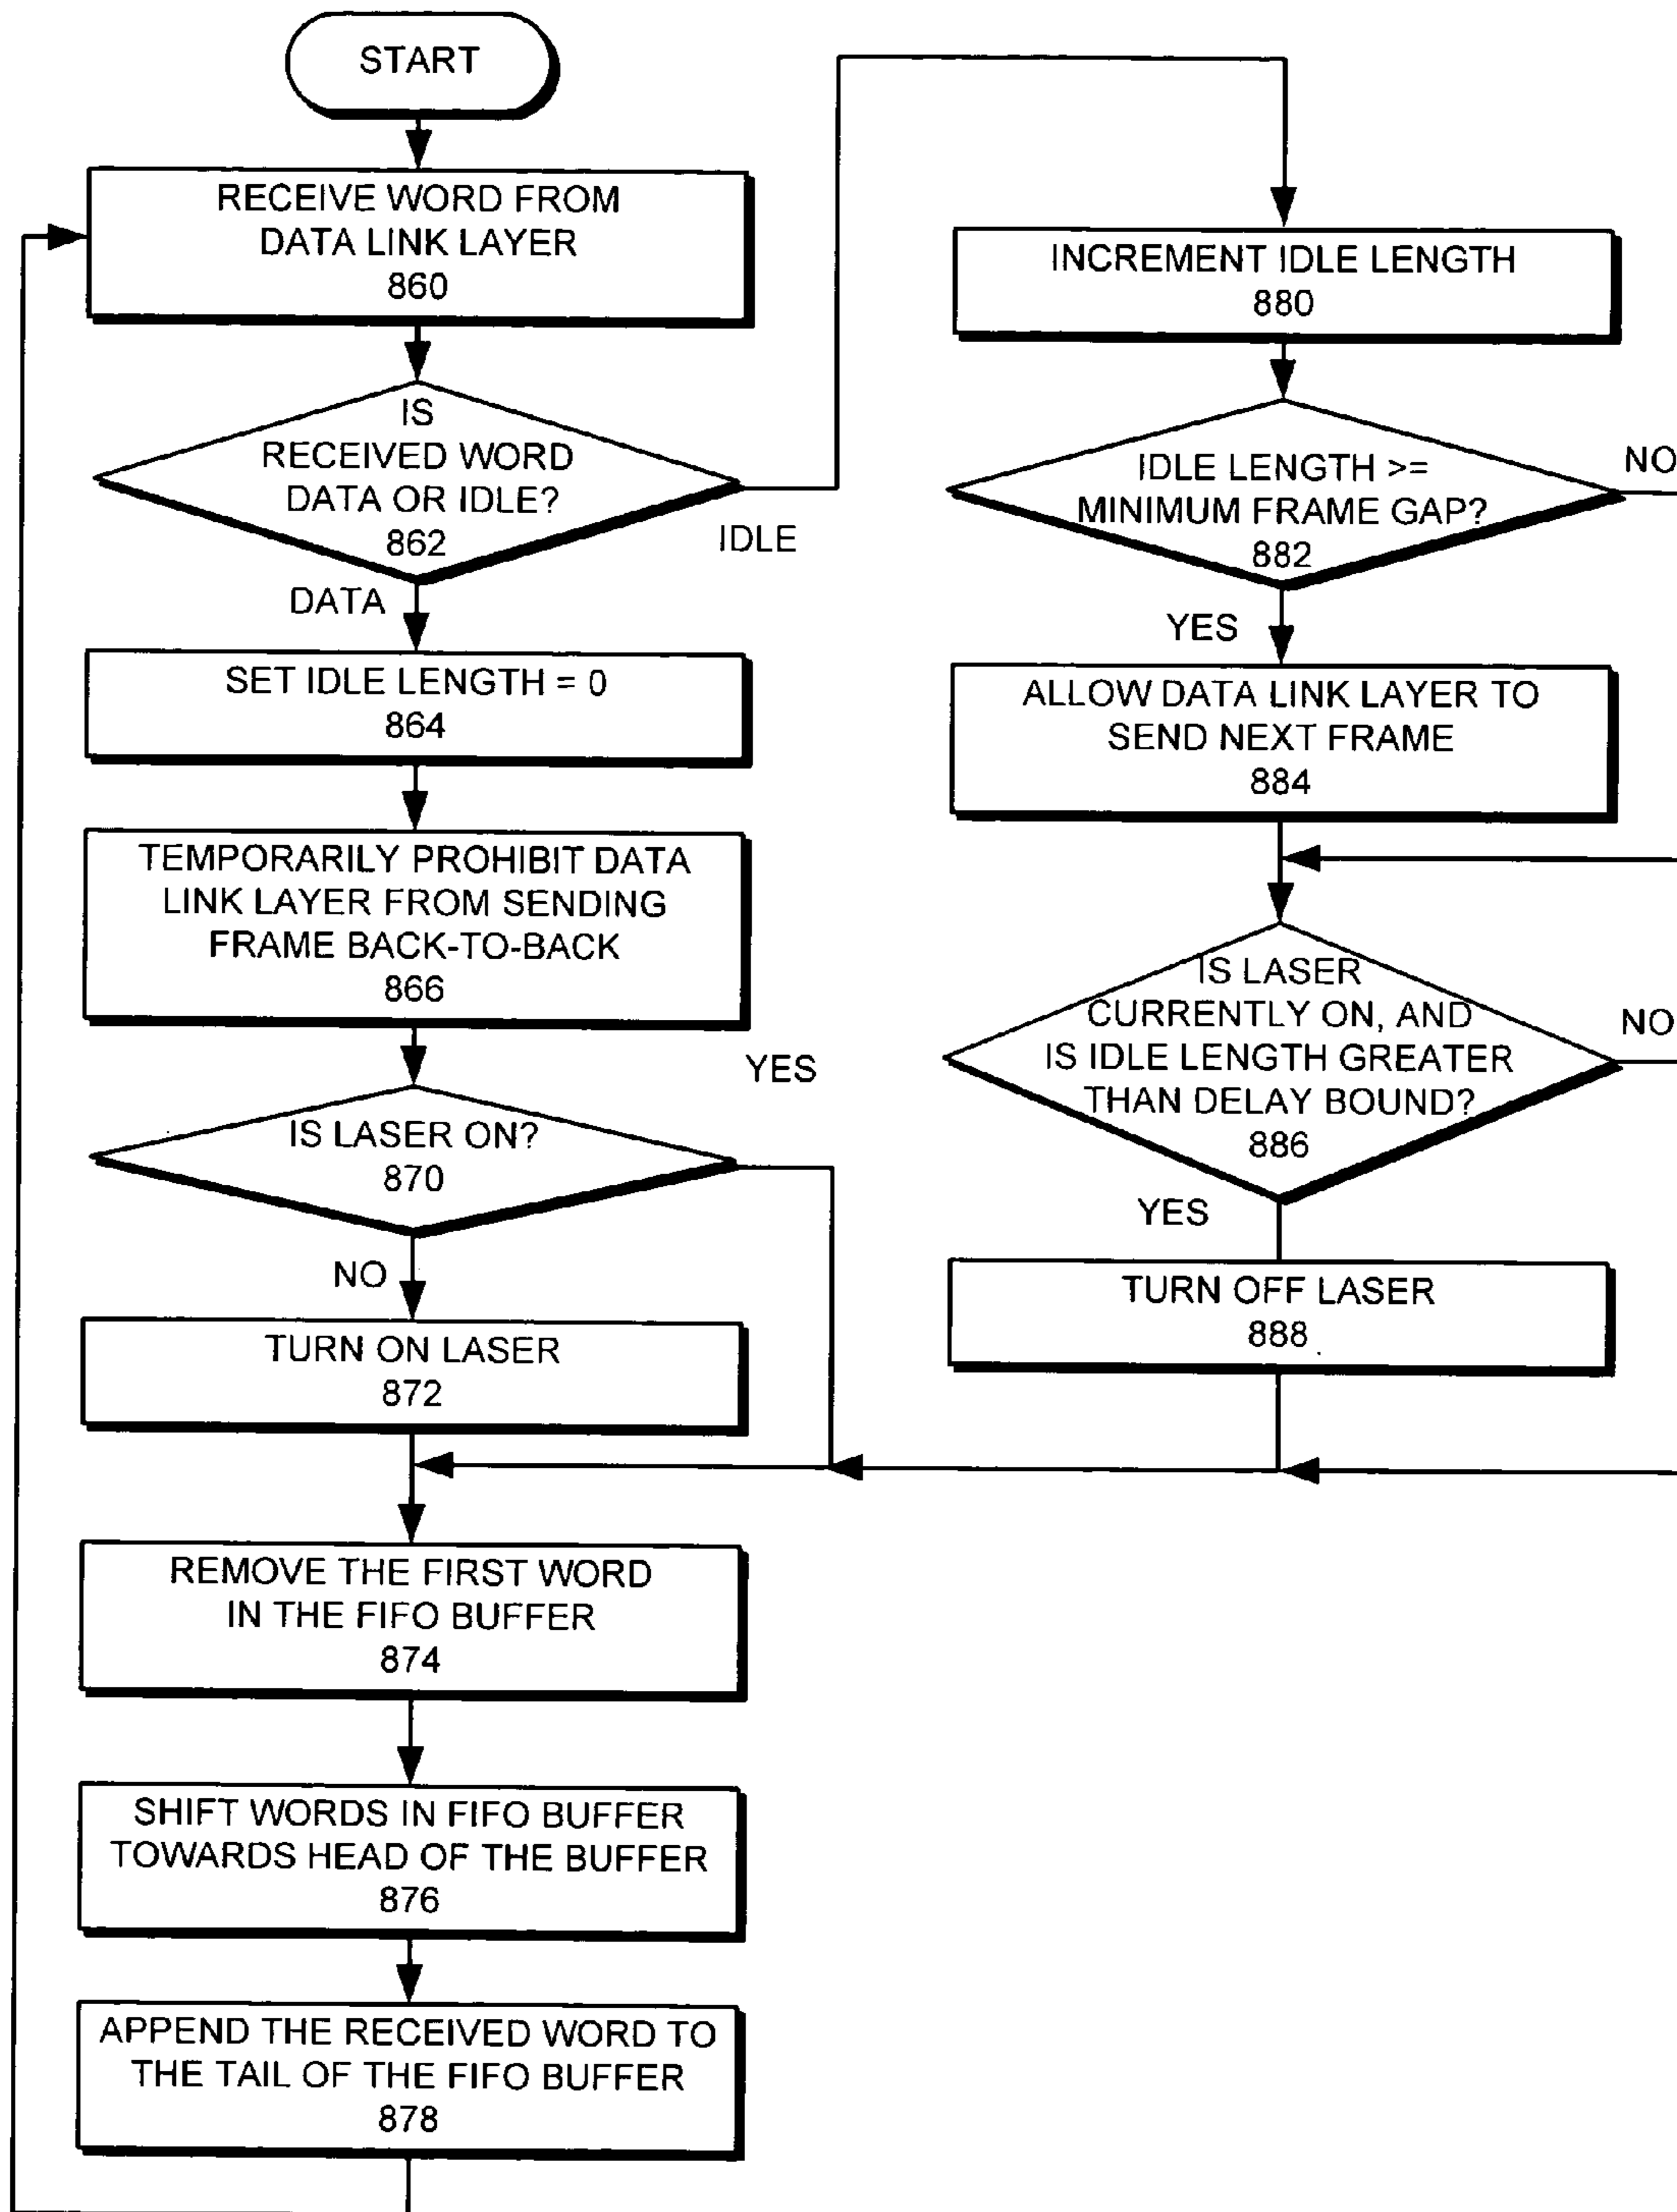 START
RECEIVE WORD FROM
DATA LINK LAYER
860
IS
RECEIVED WORD
DATA OR IDLE?
862
IDLE
DATA
SET IDLE LENGTH = 0
864
TEMPORARILY PROHIBIT DATA
LINK LAYER FROM SENDING
FRAME BACK-TO-BACK
866
YES
IS LASER ON?
870
NO
TURN ON LASER
872
REMOVE THE FIRST WORD
IN THE FIFO BUFFER
874
SHIFT WORDS IN FIFO BUFFER
TOWARDS HEAD OF THE BUFFER
876
APPEND THE RECEIVED WORD TO
THE TAIL OF THE FIFO BUFFER
878
INCREMENT IDLE LENGTH
880
IDLE LENGTH >=
MINIMUM FRAME GAP?
882
NO
YES
ALLOW DATA LINK LAYER TO
SEND NEXT FRAME
884
IS LASER
CURRENTLY ON, AND
IS IDLE LENGTH GREATER
THAN DELAY BOUND?
886
NO
YES
TURN OFF LASER
888